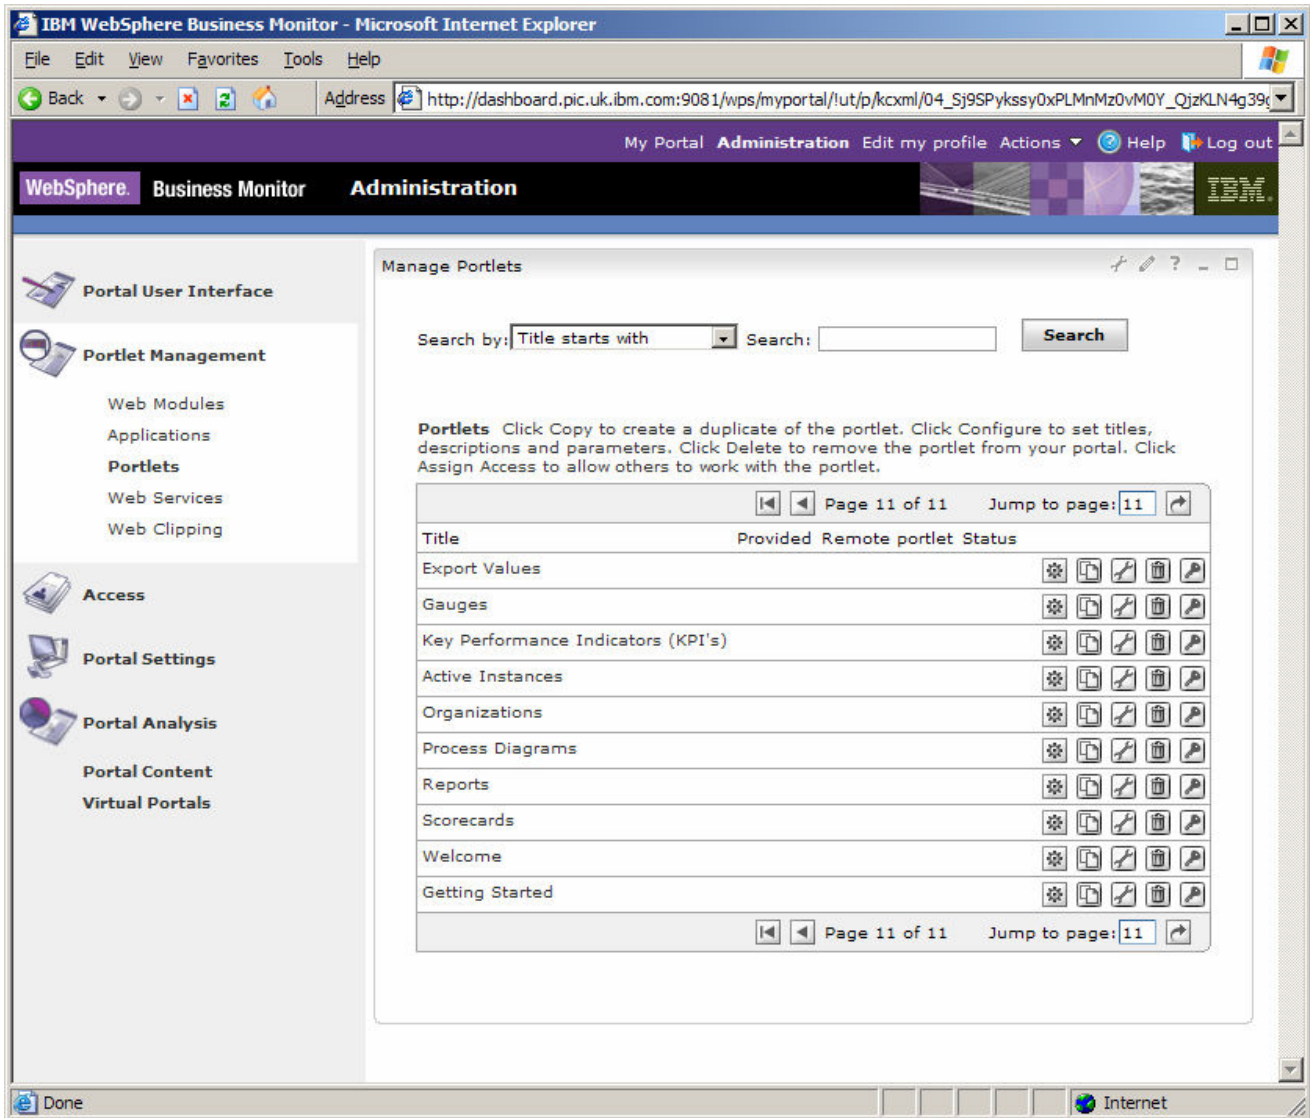 IBM WebSphere Business Monitor - Microsoft Internet Explorer
File Edit View Favorites Tools Help
Back Address http://dashboard.pic.uk.ibm.com:9081/wps/myportal/!ut/p/kcxml/04_Sj9SPykssy0xPLMnMz0vM0Y_QjzKLN4g39g
My Portal Administration Edit my profile Actions Help Log out
WebSphere. Business Monitor Administration IBM.
Manage Portlets ? 
Portal User Interface
Search by: Title starts with Search: Search
Portlet Management
Web Modules
Applications
Portlets
Web Services
Web Clipping
Access
Portal Settings
Portal Analysis
Portal Content
Virtual Portals
Portlets Click Copy to create a duplicate of the portlet. Click Configure to set titles,
descriptions and parameters. Click Delete to remove the portlet from your portal. Click
Assign Access to allow others to work with the portlet.
Page 11 of 11 Jump to page: 11
Title Provided Remote portlet Status
Export Values
Gauges
Key Performance Indicators (KPI's)
Active Instances
Organizations
Process Diagrams
Reports
Scorecards
Welcome
Getting Started
Page 11 of 11 Jump to page: 11
Done Internet